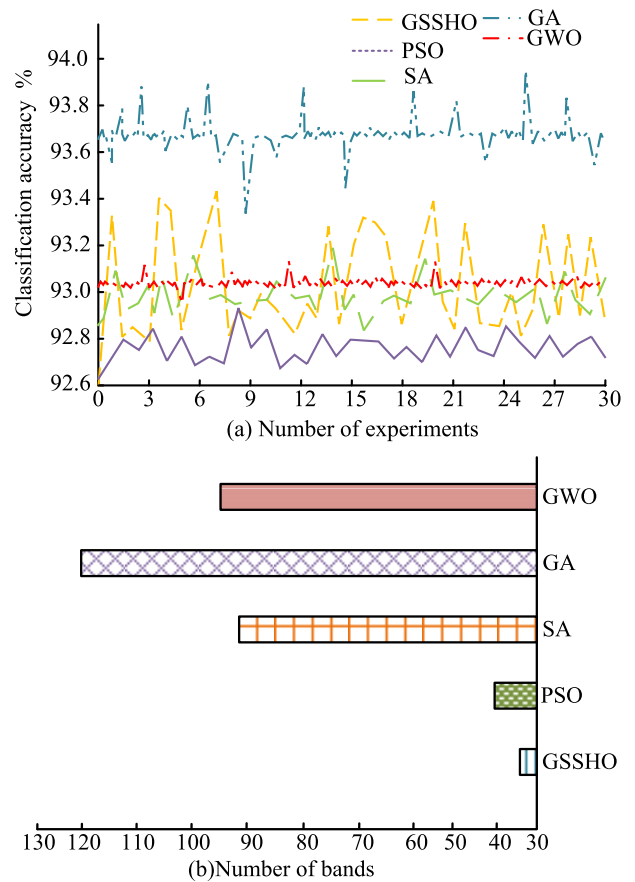 GSSHO
GA
PSO
GWO
SA
Classification accuracy %
94.0
93.8
93.6
93.4
93.2
93.0
92.8
92.6
0 3 6 9 12 15 18 21 24 27 30
(a) Number of experiments
GWO
GA
SA
PSO
GSSHO
130 120 110 100 90 80 70 60 50 40 30
(b)Number of bands